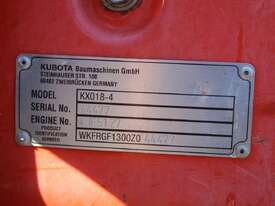 KUBOTA Baumaschinen GmbH
STEINHAUSER STR. 100
66482 ZWEIBRÜCKEN GERMANY
MODEL KX018-4
SERIAL NO.
ENGINE No.
PRODUCT
IDENTIFICATION
NUMBER
WKFRGF1300Z0